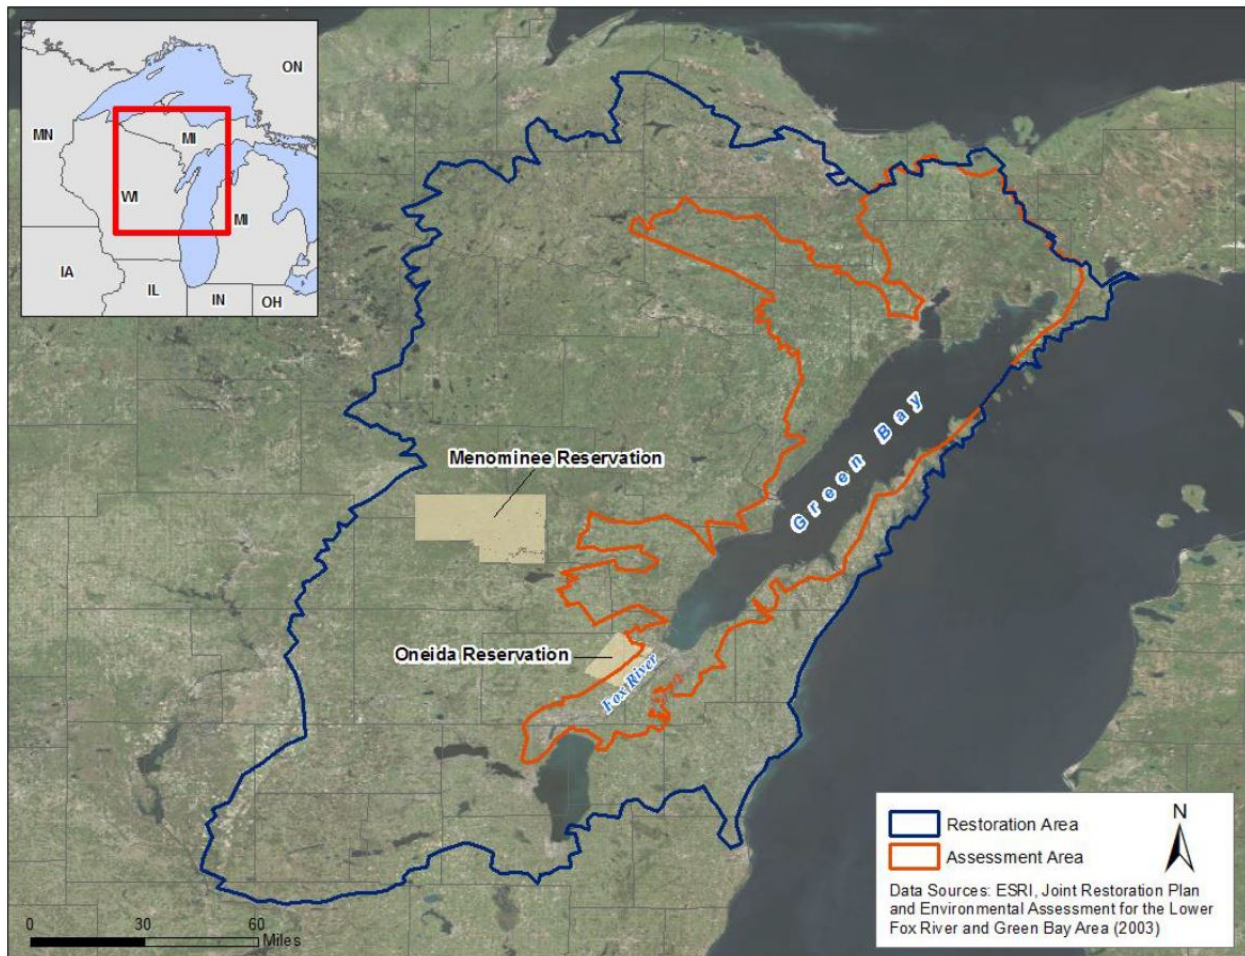 ON
MN
MI
WI
MI
IA
IL
IN
OH
Menominee Reservation
Green Bay
Oneida Reservation
Fox River
Restoration Area
Assessment Area
N
Data Sources: ESRI, Joint Restoration Plan
and Environmental Assessment for the Lower
Fox River and Green Bay Area (2003)
0 30 60
Miles